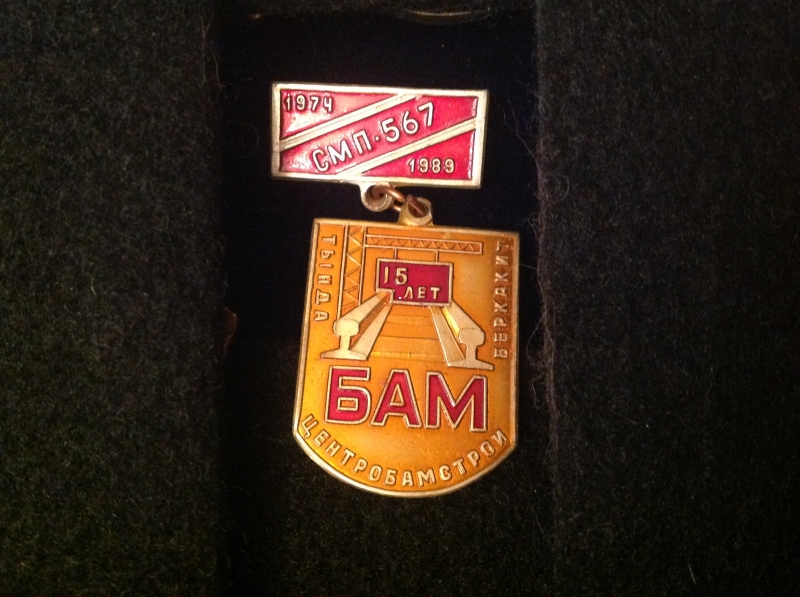 1974
СМП·567
1989
ТЫНДА
БЕРКАКИТ
15
ЛЕТ
БАМ
ЦЕНТРОБАМСТРОЙ